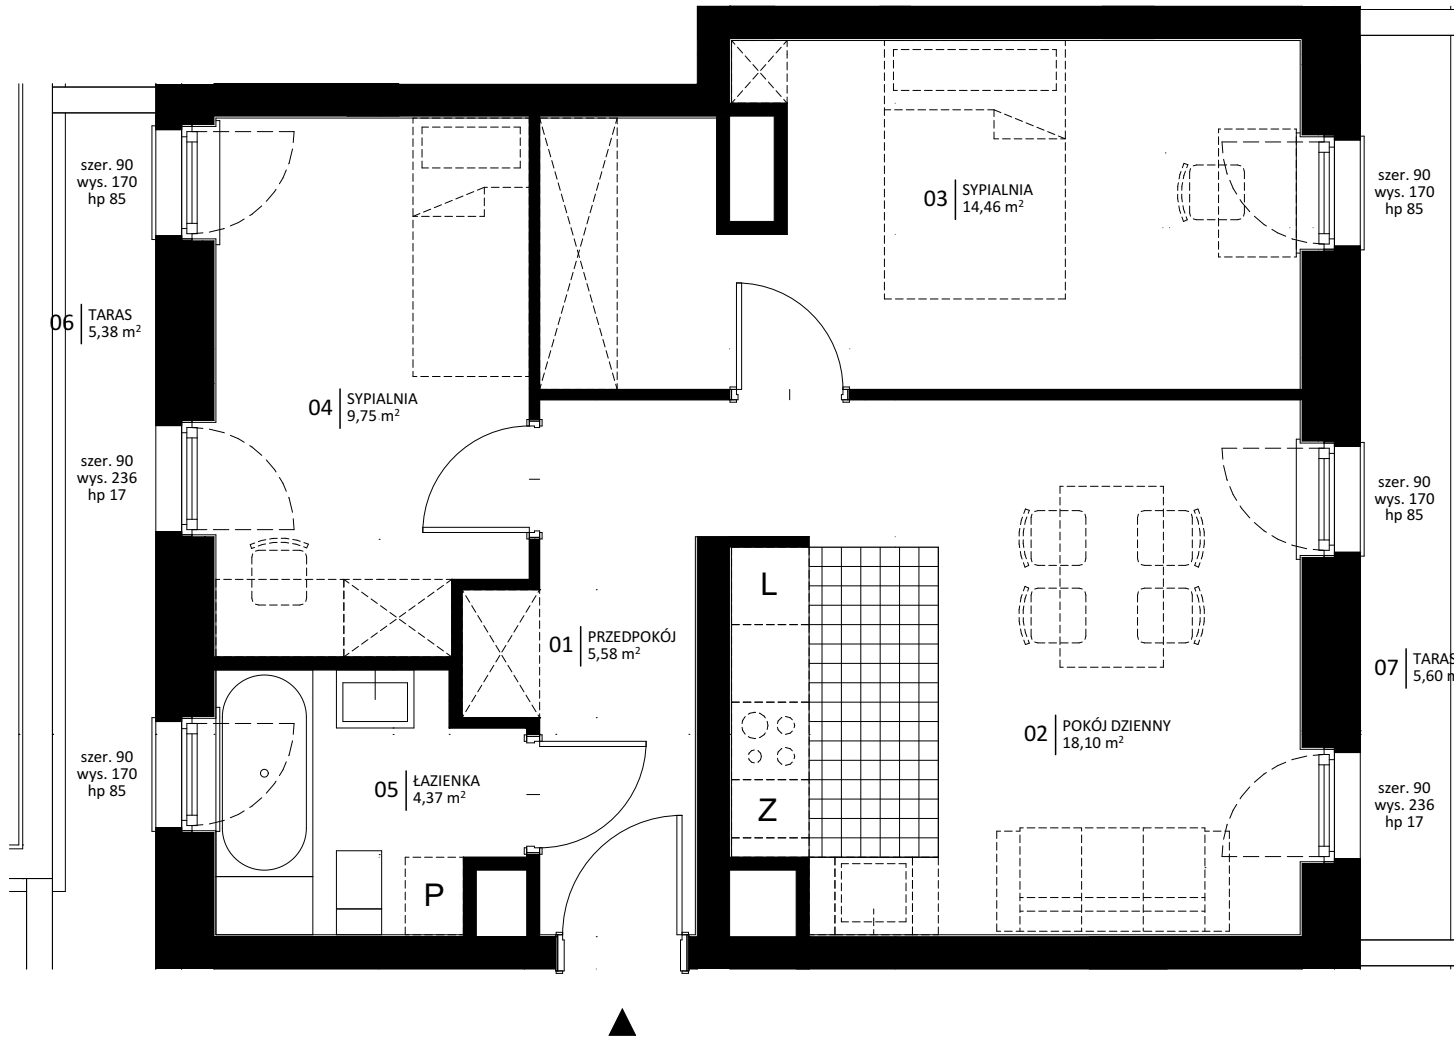 szer. 90
wys. 170
hp 85
03
SYPIALNIA
14,46 m²
szer. 90
wys. 170
hp 85
06
TARAS
5,38 m²
04
SYPIALNIA
9,75 m²
szer. 90
wys. 236
hp 17
szer. 90
wys. 170
hp 85
L
01
PRZEDPOKÓJ
5,58 m²
07
TARAS
5,60 m
02
POKÓJ DZIENNY
18,10 m²
szer. 90
wys. 170
hp 85
05
ŁAZIENKA
4,37 m²
Z
szer. 90
wys. 236
hp 17
P